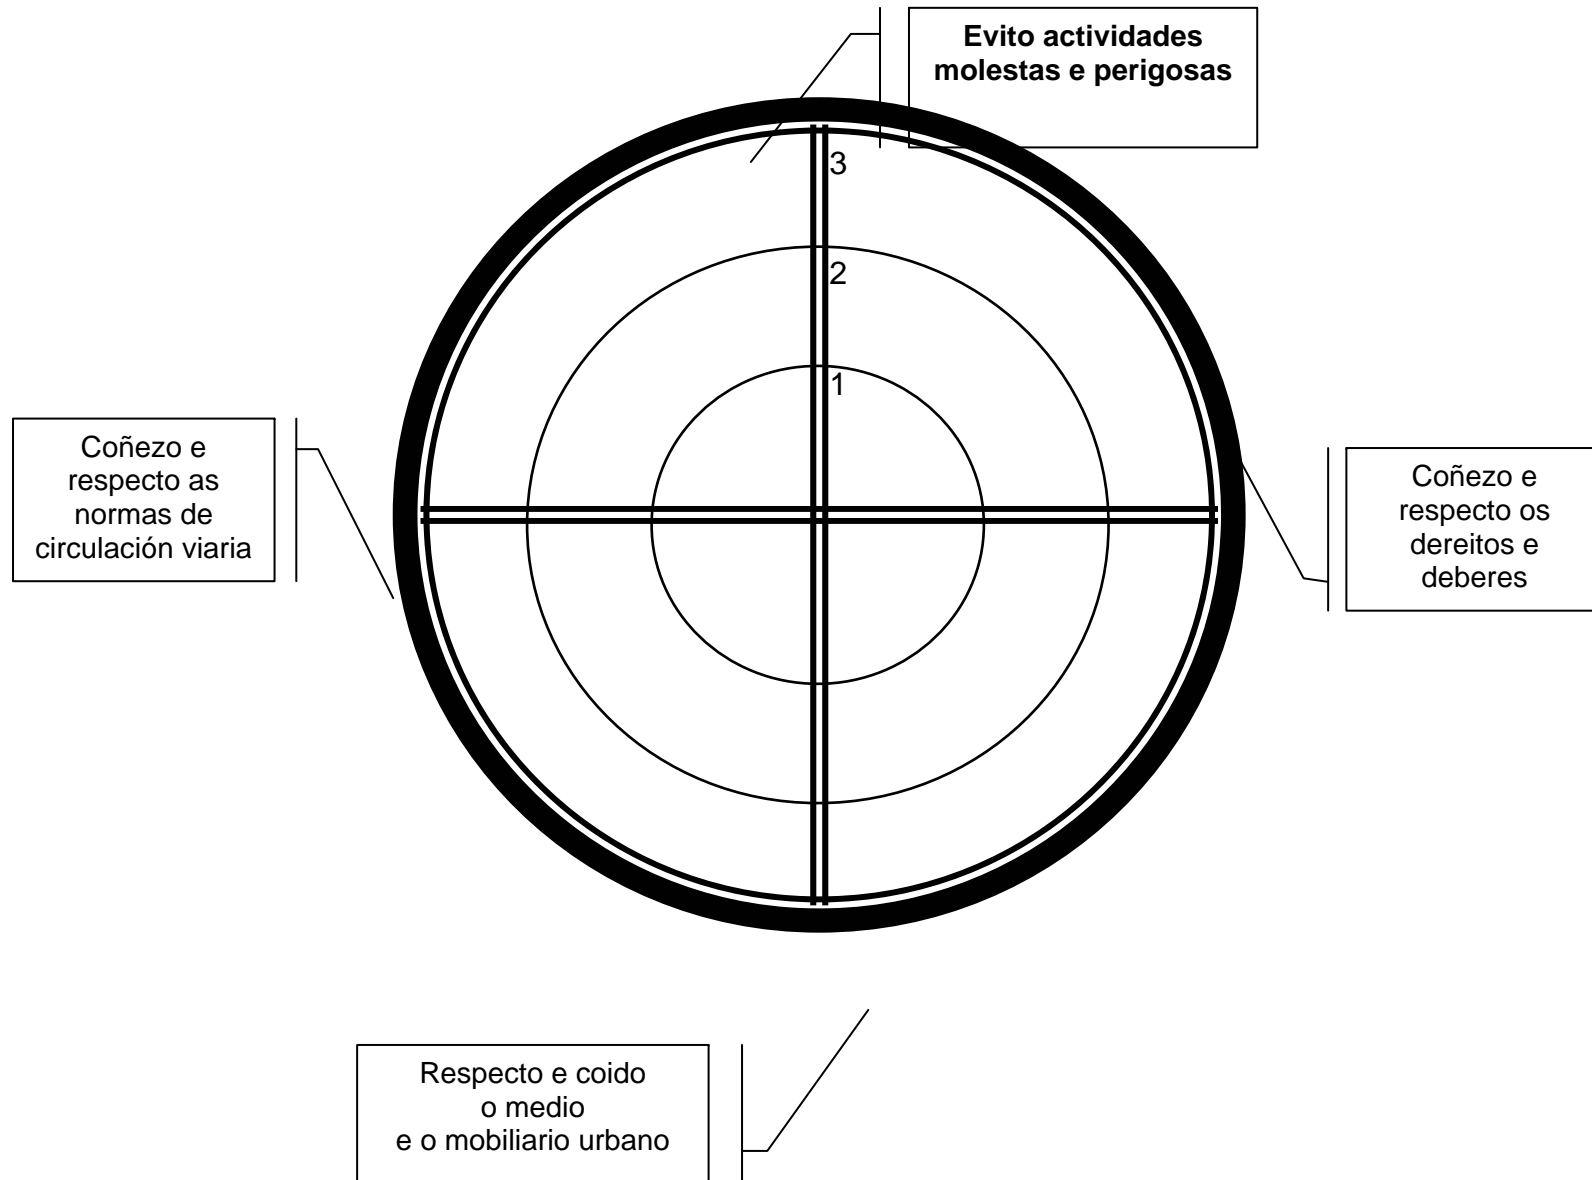 Evito actividades
molestas e perigosas
3
2
1
Coñezo e
respecto as
normas de
circulación viaria
Coñezo e
respecto os
dereitos e
deberes
Respecto e coido
o medio
e o mobiliario urbano